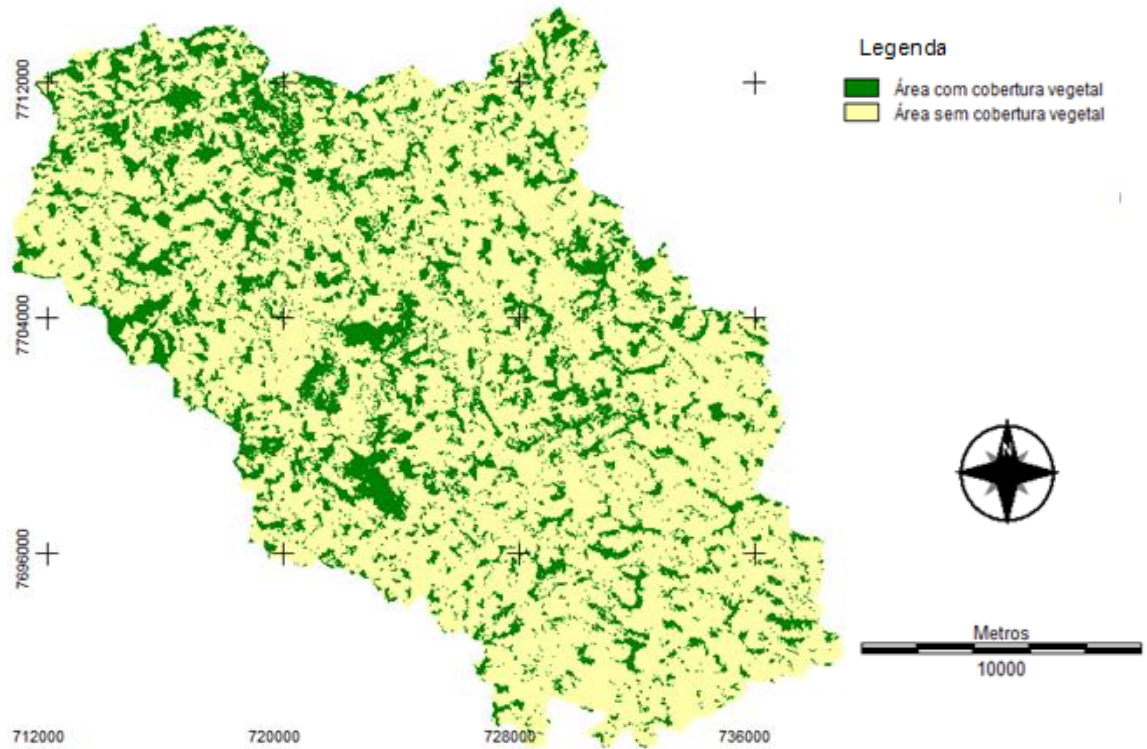 Legenda
Área com cobertura vegetal
Área sem cobertura vegetal
7712000
7704000
7696000
N
Metros
10000
712000 720000 728000 736000